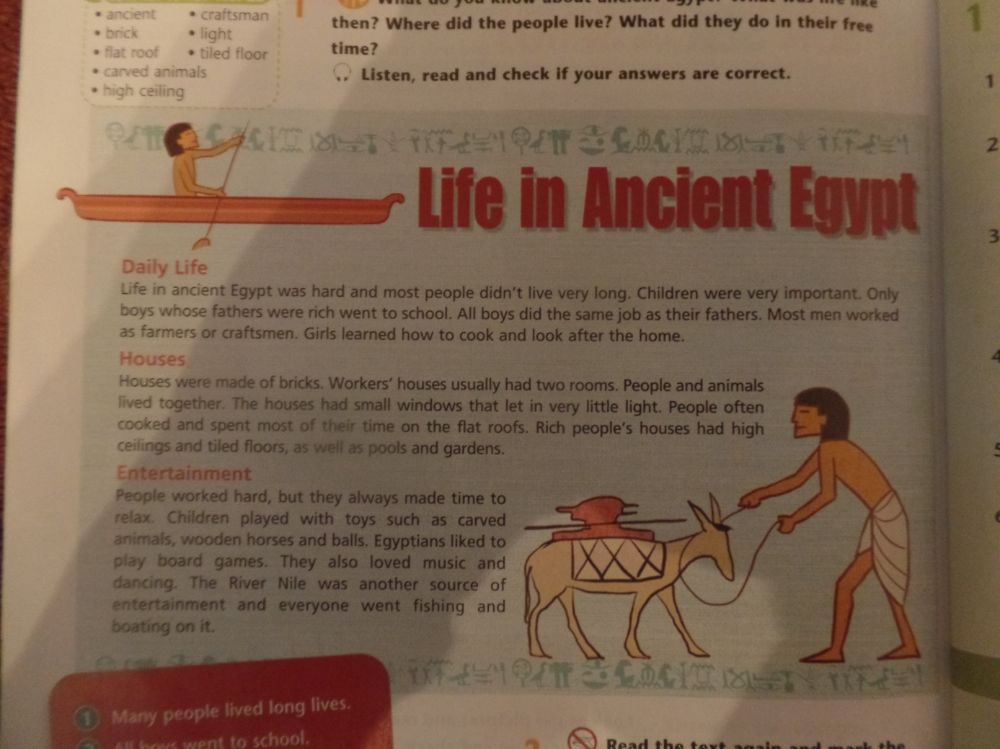 • ancient • craftsman
• brick • light
• flat roof • tiled floor
• carved animals
• high ceiling
then? Where did the people live? What did they do in their free
time?
Listen, read and check if your answers are correct.
Life in Ancient Egypt
Daily Life
Life in ancient Egypt was hard and most people didn't live very long. Children were very important. Only
boys whose fathers were rich went to school. All boys did the same job as their fathers. Most men worked
as farmers or craftsmen. Girls learned how to cook and look after the home.
Houses
Houses were made of bricks. Workers' houses usually had two rooms. People and animals
lived together. The houses had small windows that let in very little light. People often
cooked and spent most of their time on the flat roofs. Rich people's houses had high
ceilings and tiled floors, as well as pools and gardens.
Entertainment
People worked hard, but they always made time to
relax. Children played with toys such as carved
animals, wooden horses and balls. Egyptians liked to
play board games. They also loved music and
dancing. The River Nile was another source of
entertainment and everyone went fishing and
boating on it.
1 Many people lived long lives.
All boys went to school.
Read the text again and mark the
1
1
2
3
4
5
6